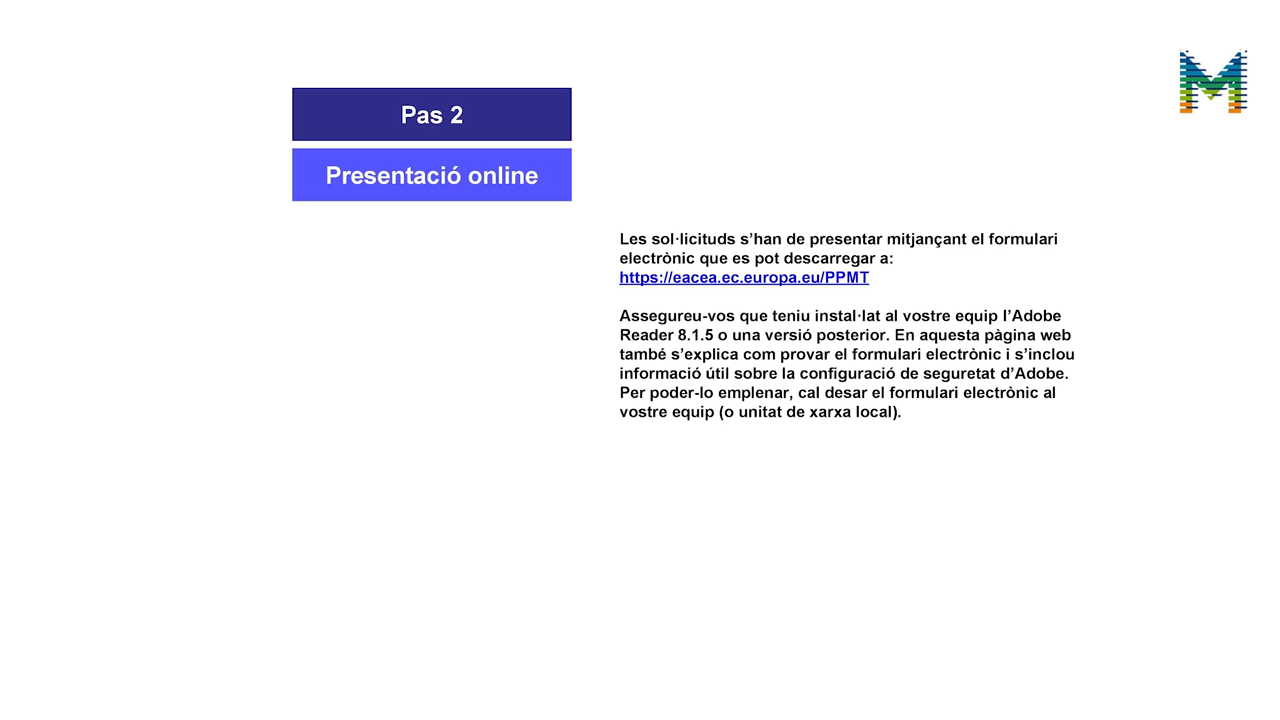 Pas 2
Presentació online
Les sol·licituds s’han de presentar mitjançant el formulari
electrònic que es pot descarregar a:
https://eacea.ec.europa.eu/PPMT
Assegureu-vos que teniu instal·lat al vostre equip l’Adobe
Reader 8.1.5 o una versió posterior. En aquesta pàgina web
també s’explica com provar el formulari electrònic i s’inclou
informació útil sobre la configuració de seguretat d’Adobe.
Per poder-lo emplenar, cal desar el formulari electrònic al
vostre equip (o unitat de xarxa local).